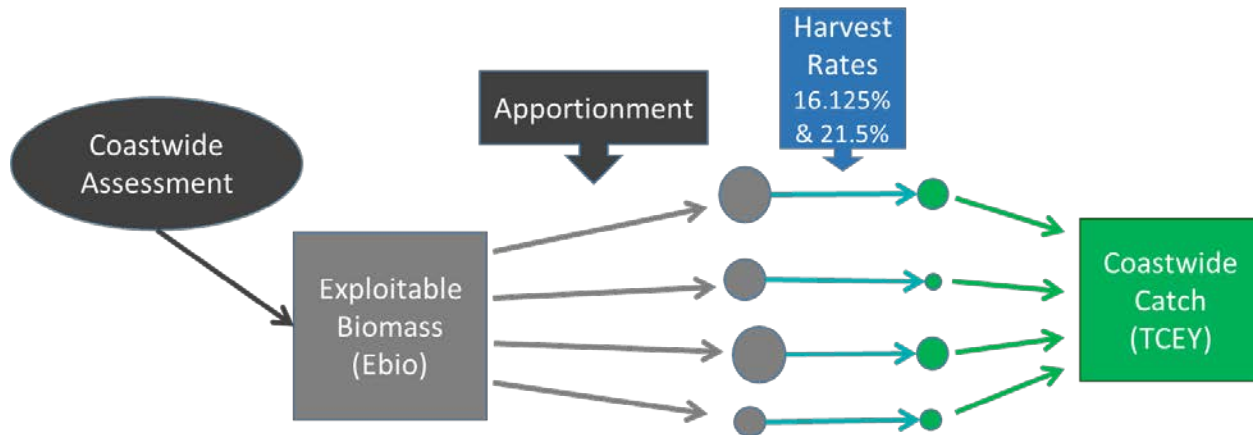 Coastwide
Assessment
Exploitable
Biomass
(Ebio)
Apportionment
Harvest
Rates
16.125%
& 21.5%
Coastwide
Catch
(TCEY)